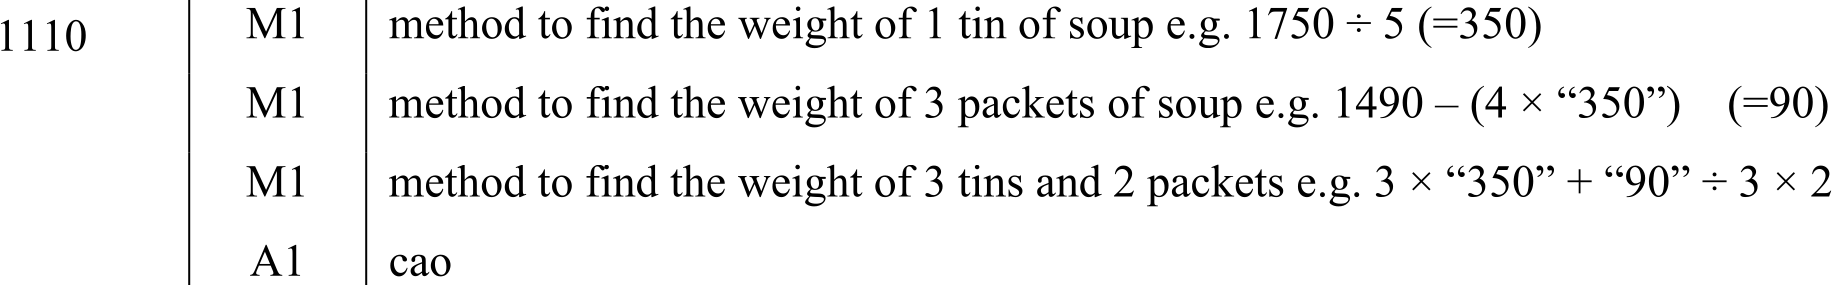 1110 M1 method to find the weight of 1 tin of soup e.g. 1750 ÷ 5 (=350)
M1 method to find the weight of 3 packets of soup e.g. 1490 – (4 × “350”) (=90)
M1 method to find the weight of 3 tins and 2 packets e.g. 3 × “350” + “90” ÷ 3 × 2
A1 cao